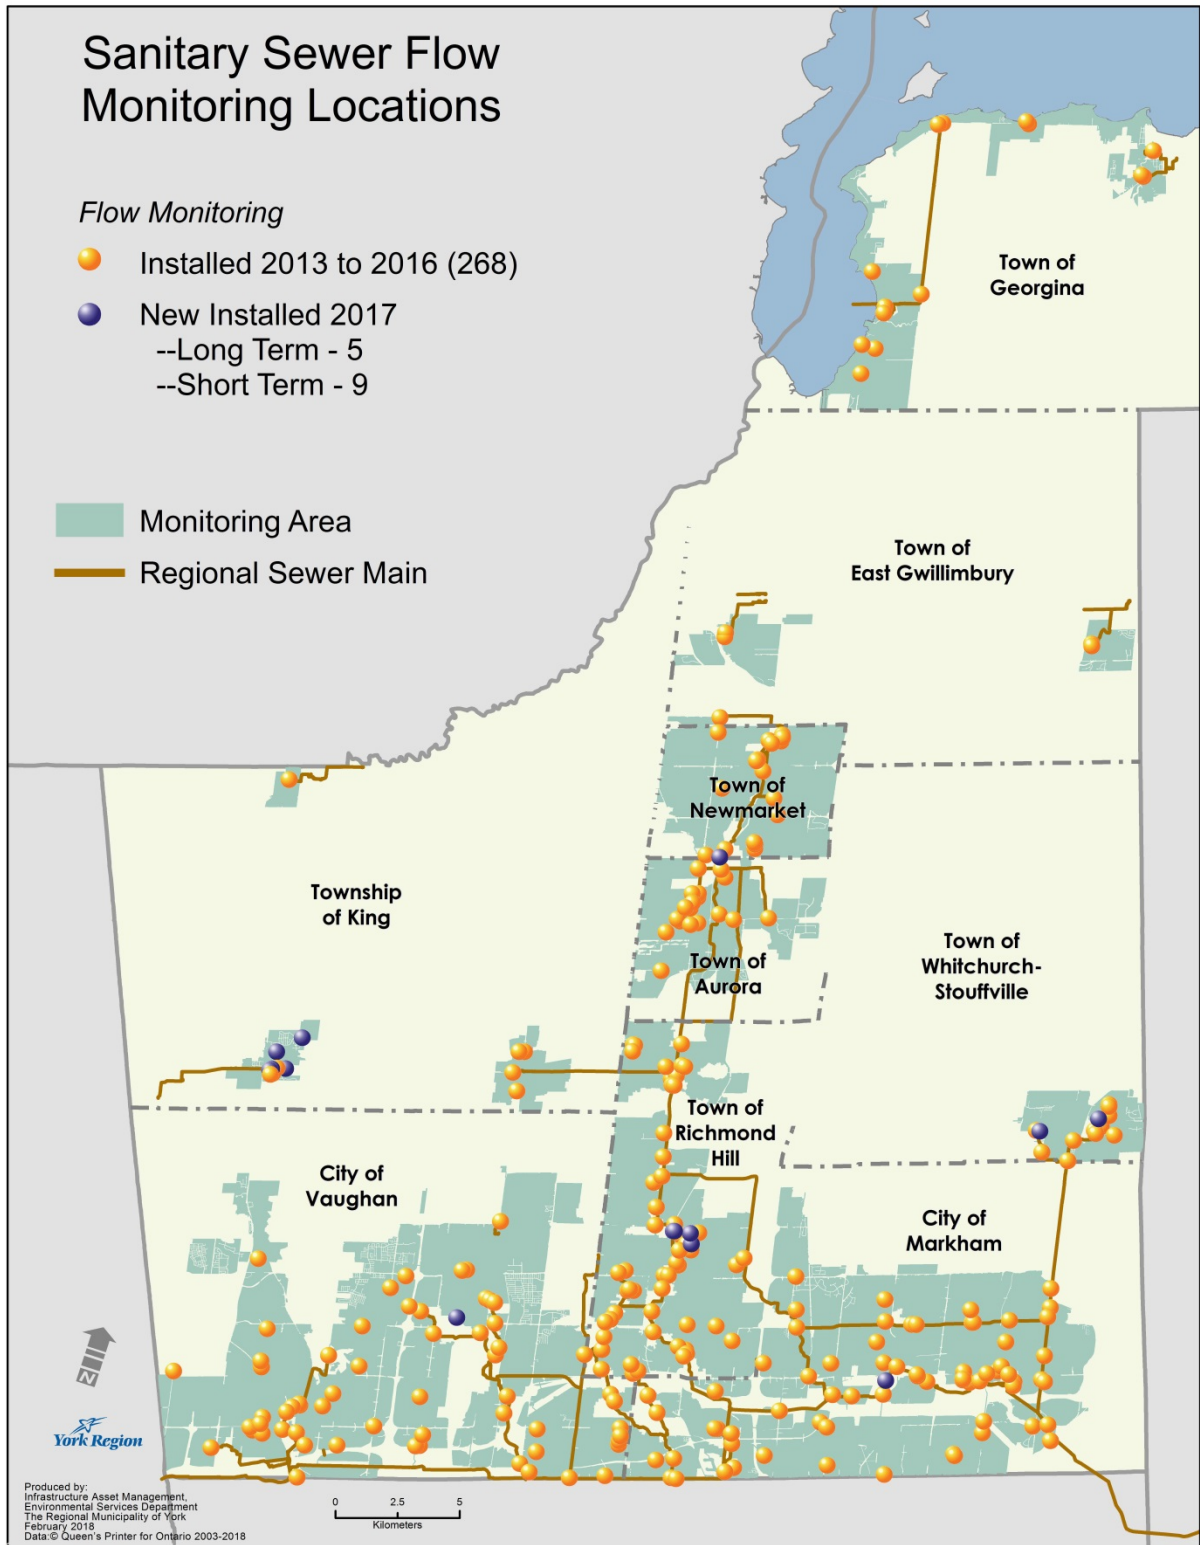 Sanitary Sewer Flow
Monitoring Locations
Flow Monitoring
Installed 2013 to 2016 (268)
New Installed 2017
--Long Term - 5
--Short Term - 9
Monitoring Area
Regional Sewer Main
Town of
Georgina
Town of
East Gwillimbury
Town of
Newmarket
Township
of King
Town of
Aurora
Town of
Whitchurch-
Stouffville
Town of
Richmond
Hill
City of
Vaughan
City of
Markham
N
York Region
Produced by:
Infrastructure Asset Management,
Environmental Services Department
The Regional Municipality of York
February 2018
Data:© Queen's Printer for Ontario 2003-2018
0 2.5 5
Kilometers